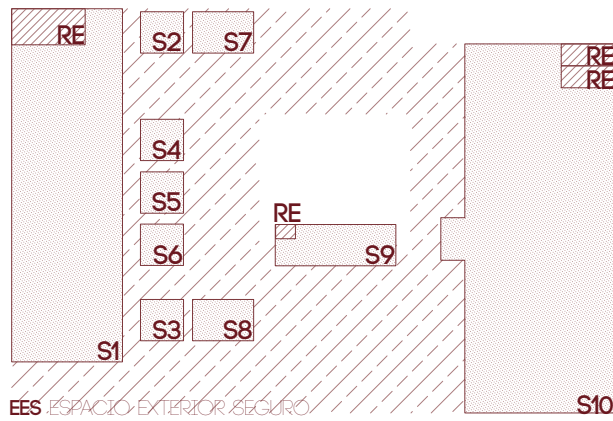 RE
S2 S7
RE
RE
S4
S5
RE
S6 S9
S3 S8
S1
EES ESPACIO EXTERIOR SEGURO
S10